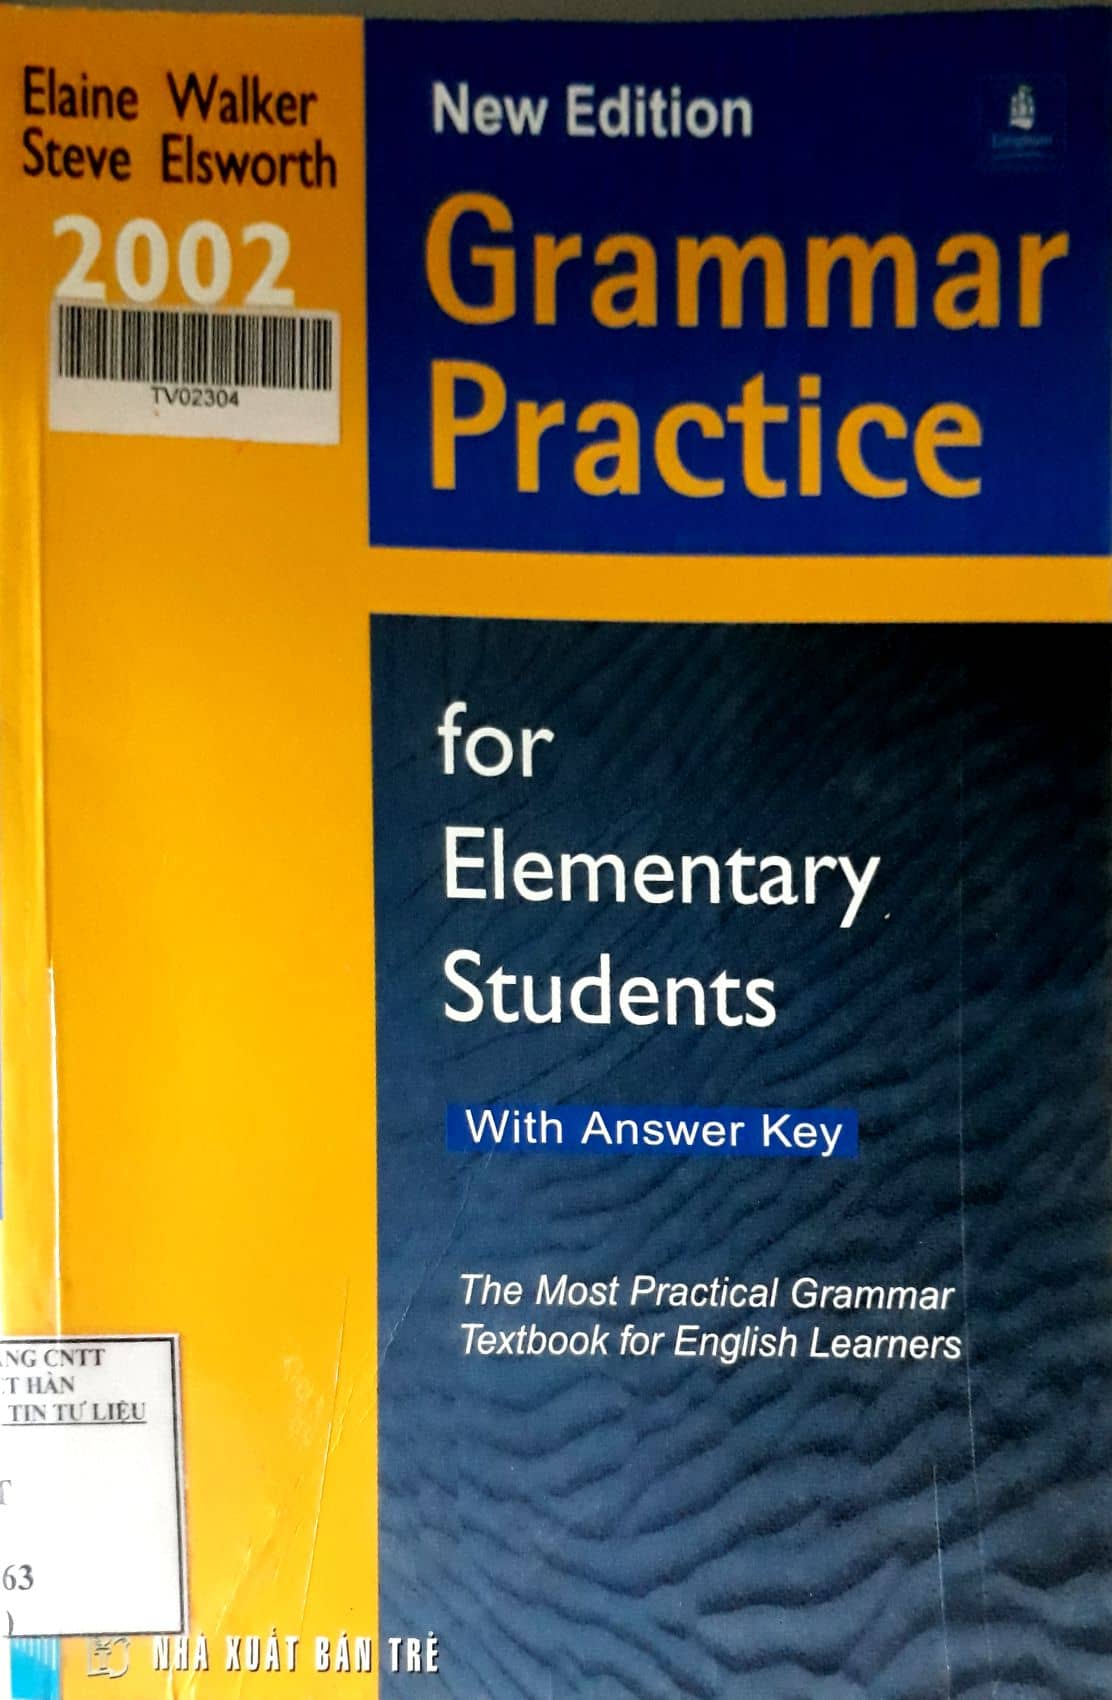 Elaine Walker
Steve Elsworth
2002
TV02304
New Edition
Longman
Grammar
Practice
for
Elementary
Students
With Answer Key
The Most Practical Grammar
Textbook for English Learners
NG CNTT
T HÀN
TIN TƯ LIỆU
T
63
)
NHÀ XUẤT BẢN TRẺ